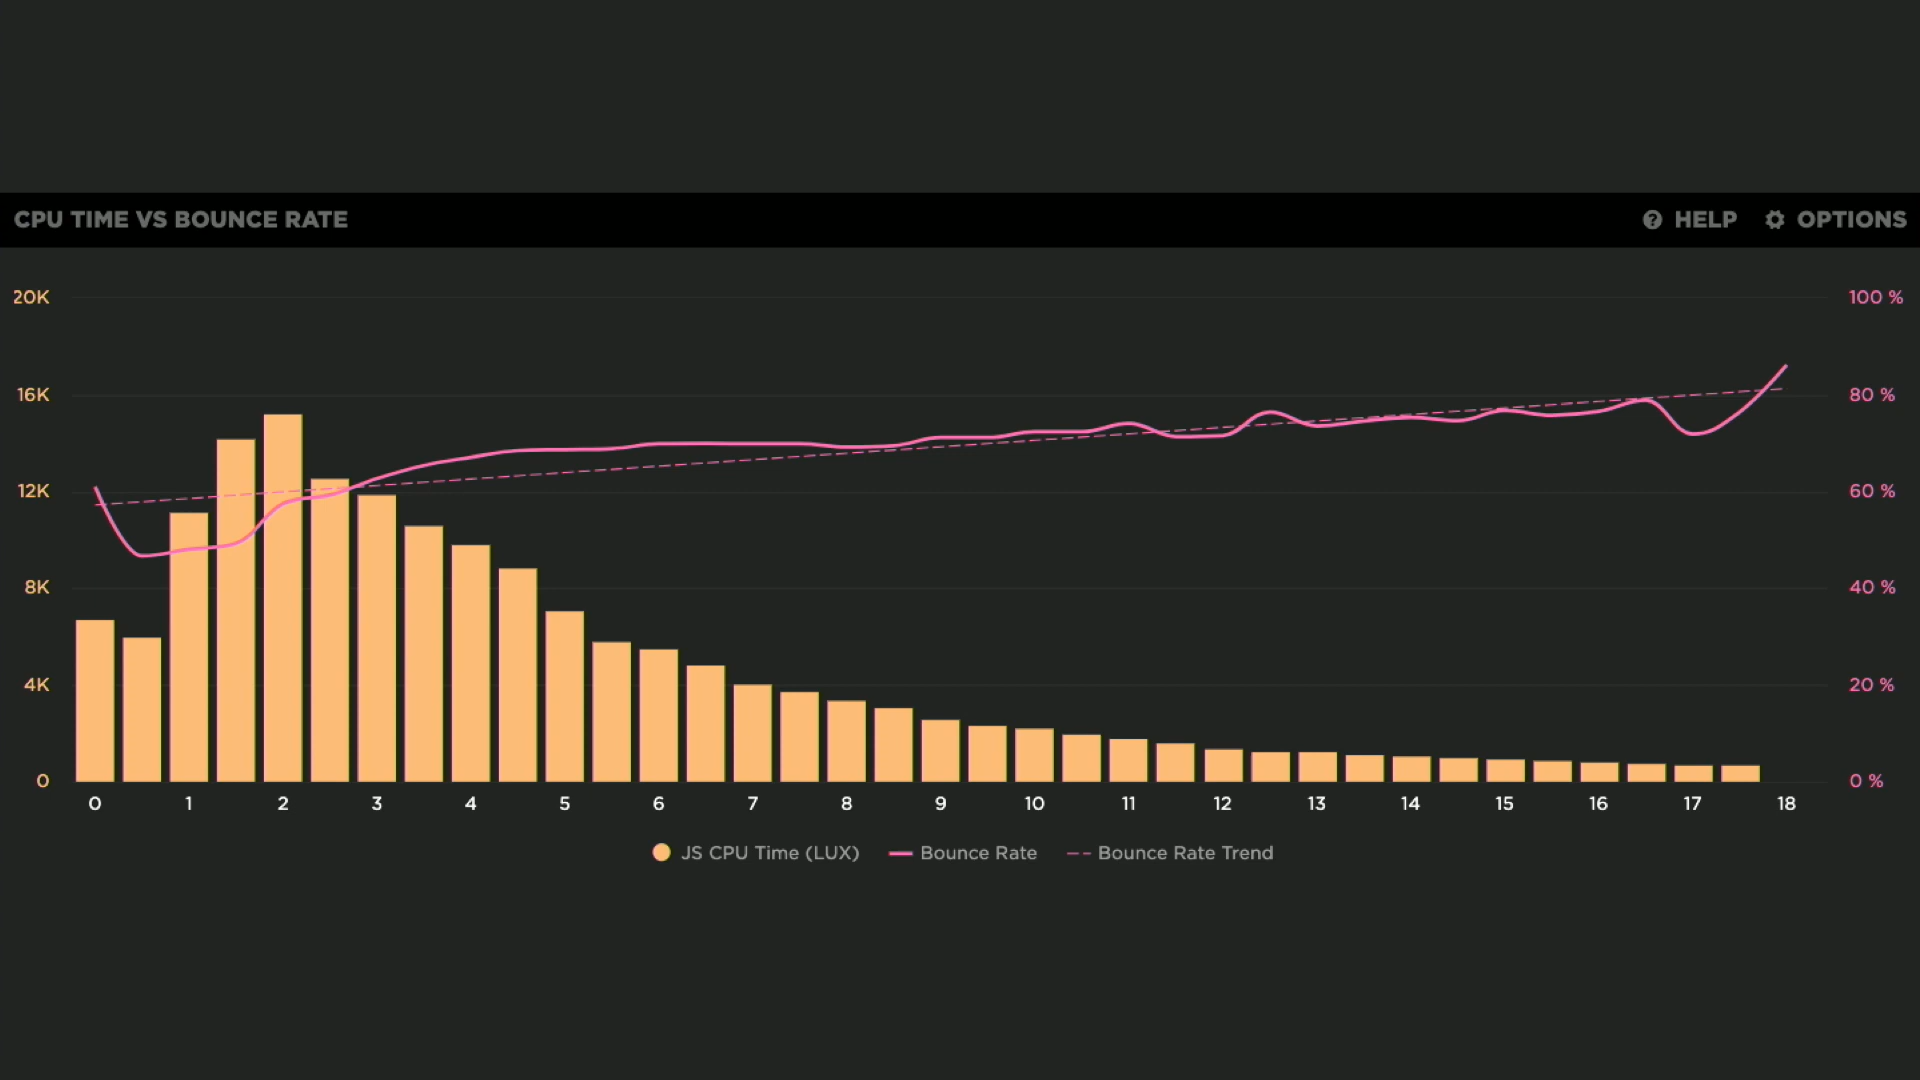 CPU TIME VS BOUNCE RATE
HELP OPTIONS
20K 100 %
16K 80 %
12K 60 %
8K 40 %
4K 20 %
0 0 %
0 1 2 3 4 5 6 7 8 9 10 11 12 13 14 15 16 17 18
JS CPU Time (LUX) Bounce Rate Bounce Rate Trend